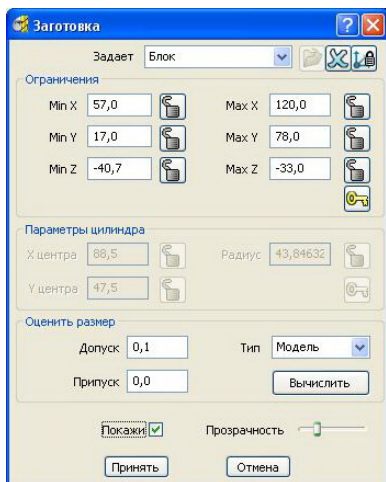 Заготовка
Задает Блок
Ограничения
Min X 57,0 Max X 120,0
Min Y 17,0 Max Y 78,0
Min Z -40,7 Max Z -33,0
Параметры цилиндра
X центра 88,5 Радиус 43,84632
Y центра 47,5
Оценить размер
Допуск 0,1 Тип Модель
Припуск 0,0 Вычислить
Покажи Прозрачность
Принять Отмена